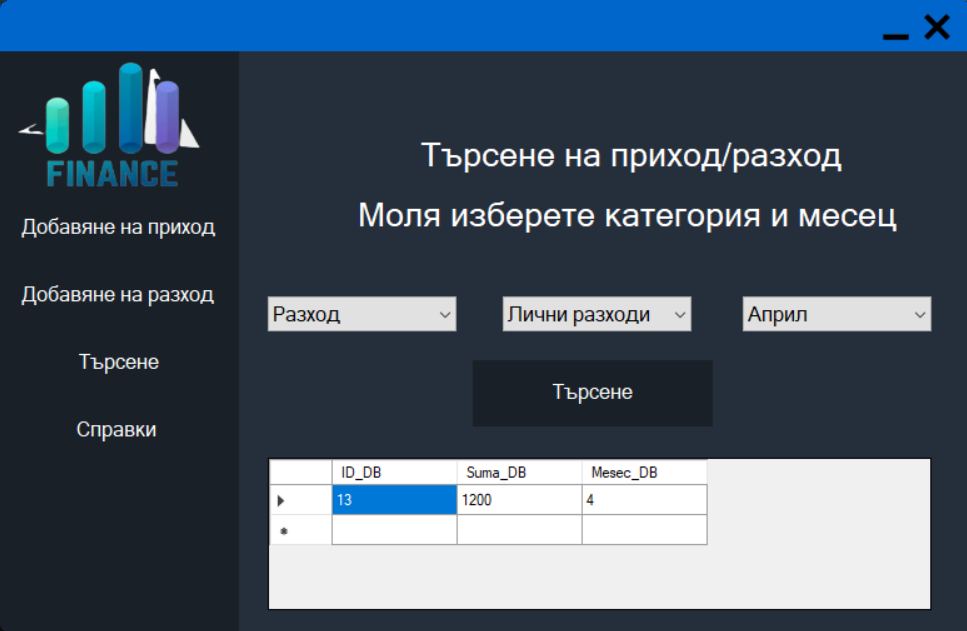 FINANCE
Добавяне на приход
Добавяне на разход
Търсене
Справки
Търсене на приход/разход
Моля изберете категория и месец
Разход
Лични разходи
Април
Търсене
ID_DB Suma_DB Mesec_DB
13 1200 4